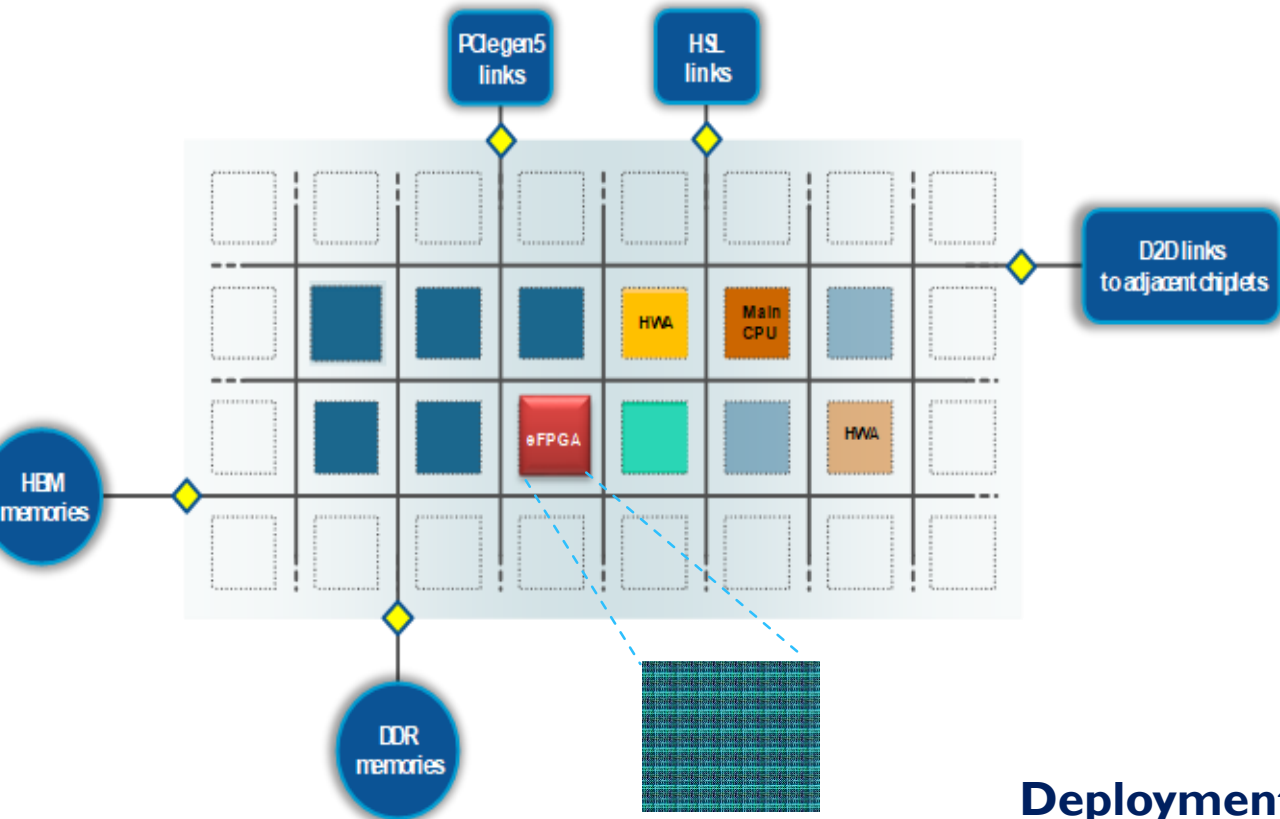 PCIegen5
links
HSL
links
D2D links
to adjacent chiplets
HWA
Main
CPU
eFPGA
HWA
HBM
memories
DDR
memories
Deployment